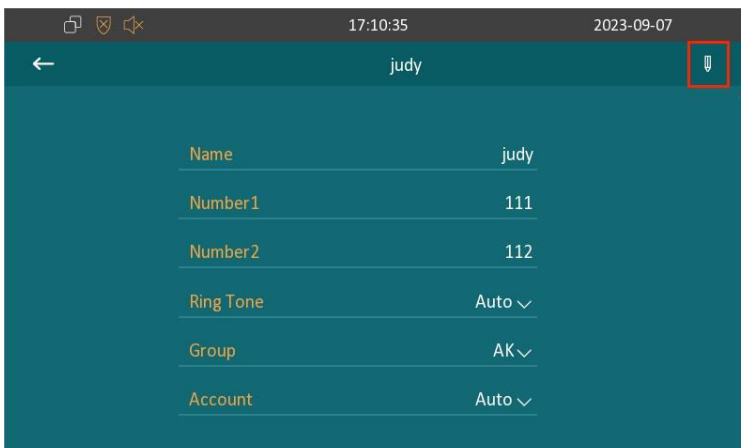 17:10:35 2023-09-07
judy
Name judy
Number1 111
Number2 112
Ring Tone Auto
Group AK
Account Auto